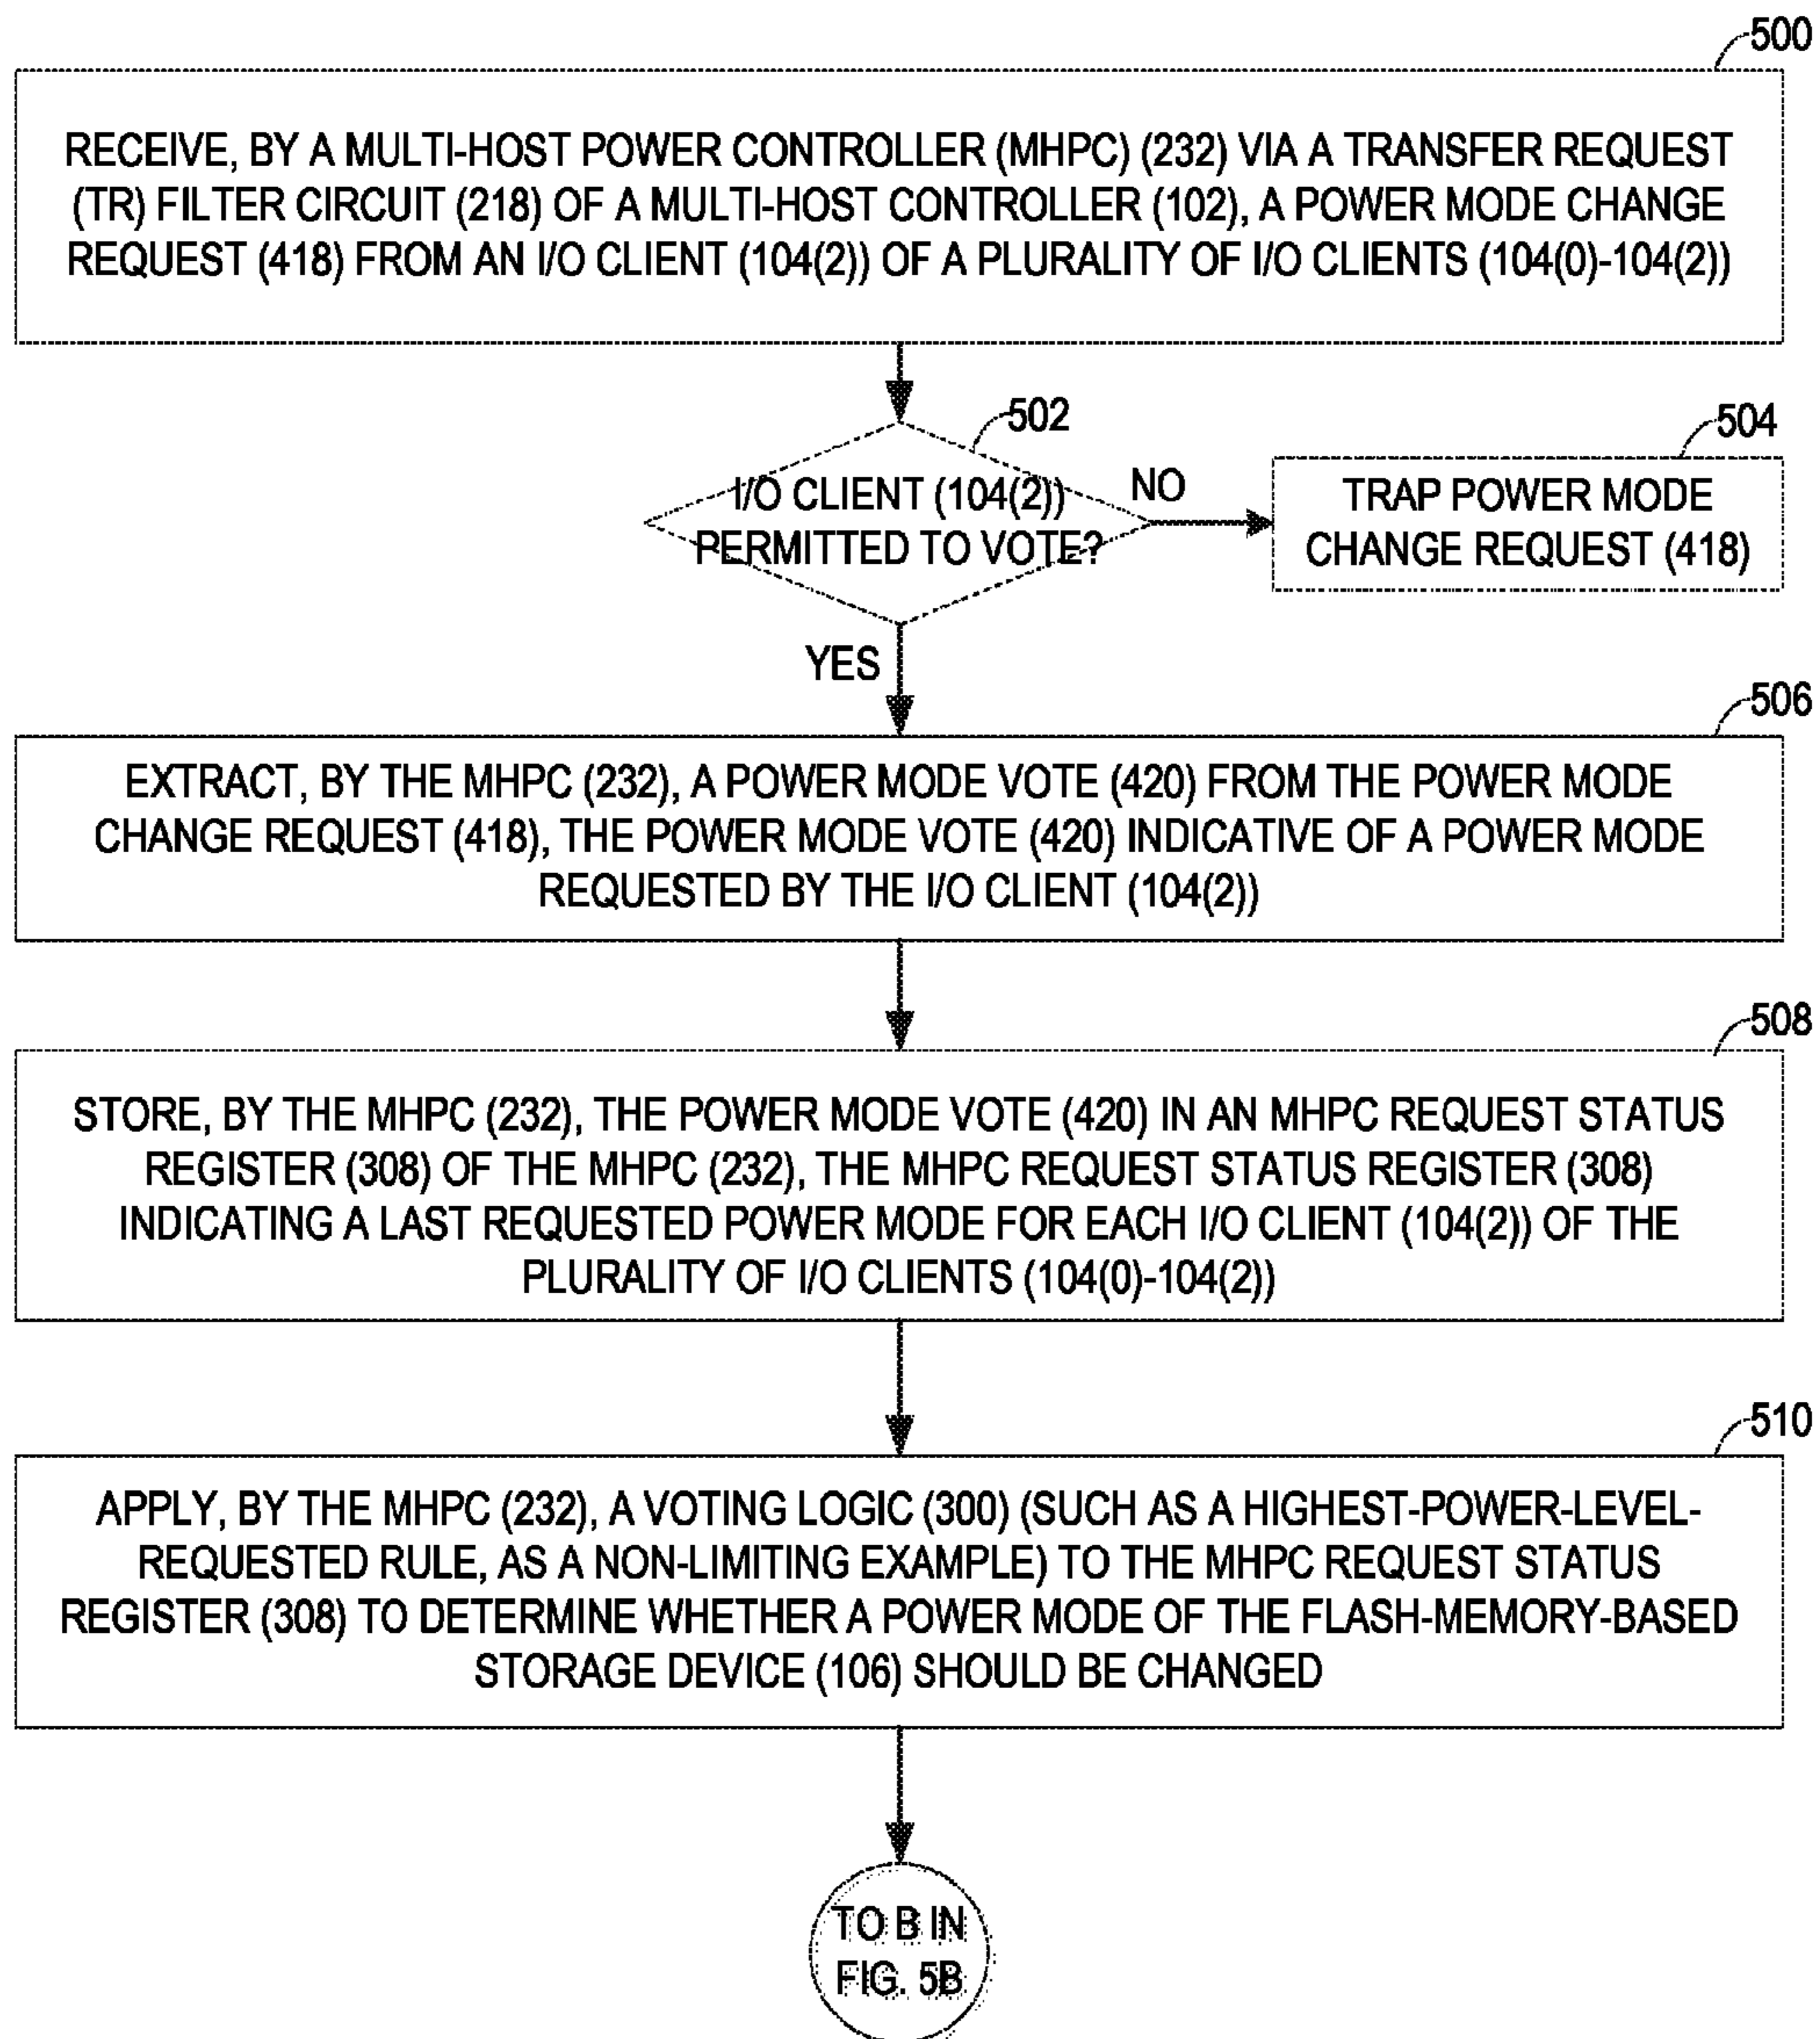 500
RECEIVE, BY A MULTI-HOST POWER CONTROLLER (MHPC) (232) VIA A TRANSFER REQUEST
(TR) FILTER CIRCUIT (218) OF A MULTI-HOST CONTROLLER (102), A POWER MODE CHANGE
REQUEST (418) FROM AN I/O CLIENT (104(2)) OF A PLURALITY OF I/O CLIENTS (104(0)-104(2))
502
I/O CLIENT (104(2))
PERMITTED TO VOTE?
NO
504
TRAP POWER MODE
CHANGE REQUEST (418)
YES
506
EXTRACT, BY THE MHPC (232), A POWER MODE VOTE (420) FROM THE POWER MODE
CHANGE REQUEST (418), THE POWER MODE VOTE (420) INDICATIVE OF A POWER MODE
REQUESTED BY THE I/O CLIENT (104(2))
508
STORE, BY THE MHPC (232), THE POWER MODE VOTE (420) IN AN MHPC REQUEST STATUS
REGISTER (308) OF THE MHPC (232), THE MHPC REQUEST STATUS REGISTER (308)
INDICATING A LAST REQUESTED POWER MODE FOR EACH I/O CLIENT (104(2)) OF THE
PLURALITY OF I/O CLIENTS (104(0)-104(2))
510
APPLY, BY THE MHPC (232), A VOTING LOGIC (300) (SUCH AS A HIGHEST-POWER-LEVEL-
REQUESTED RULE, AS A NON-LIMITING EXAMPLE) TO THE MHPC REQUEST STATUS
REGISTER (308) TO DETERMINE WHETHER A POWER MODE OF THE FLASH-MEMORY-BASED
STORAGE DEVICE (106) SHOULD BE CHANGED
TO B IN
FIG. 5B